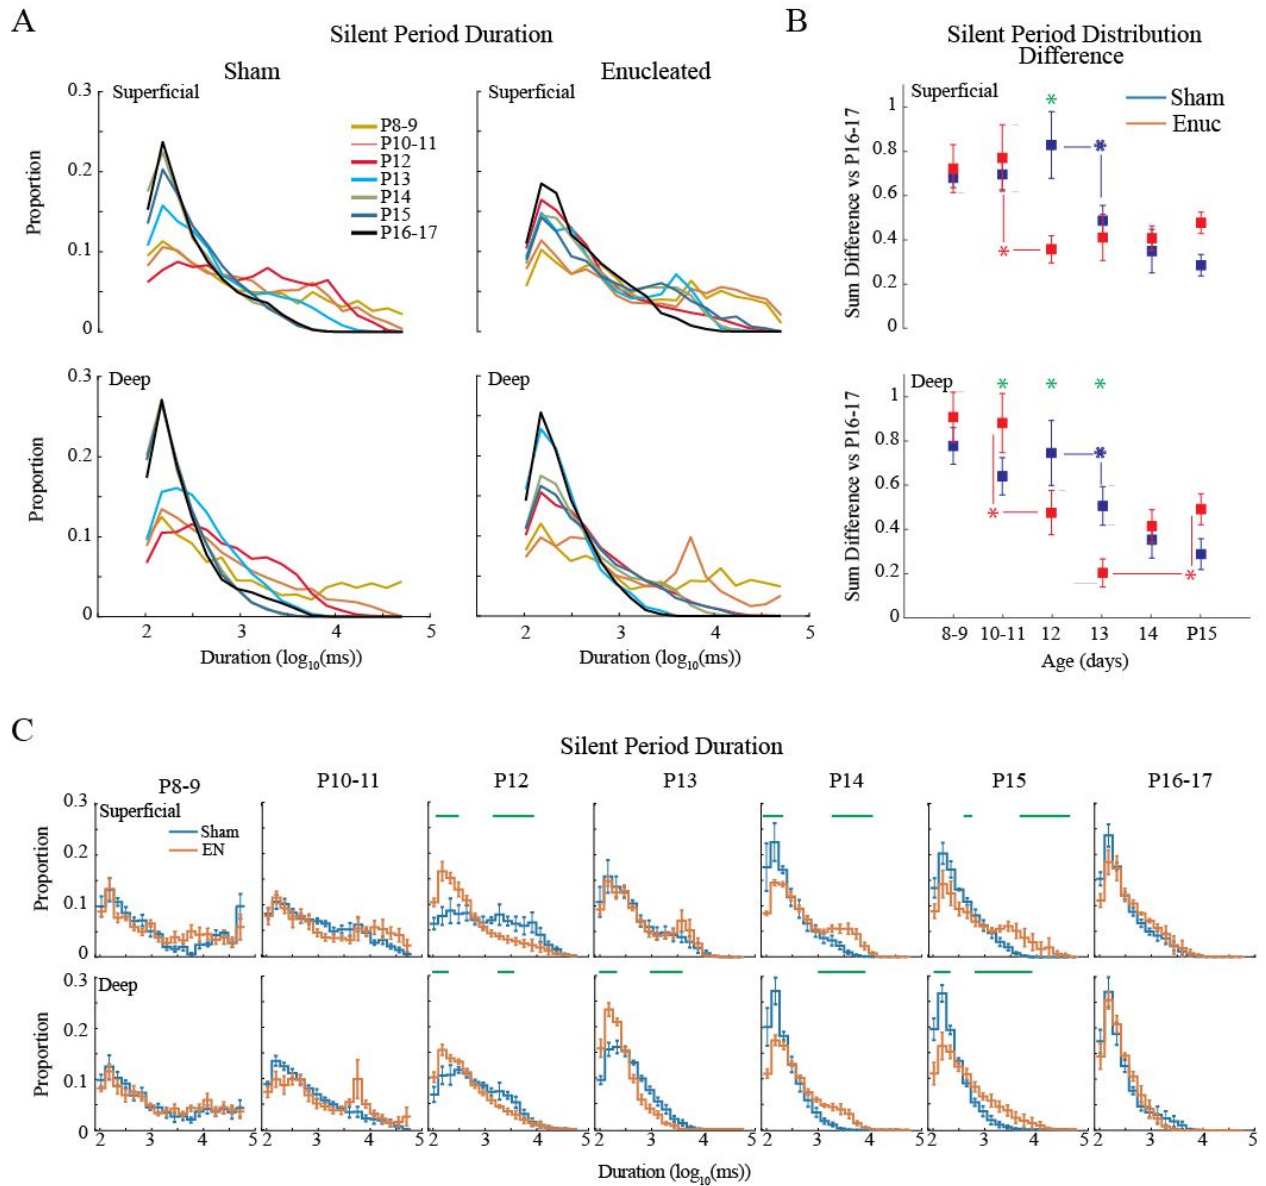 A
Silent Period Duration
Sham
Enucleated
Superficial
Superficial
0.3
0.2
0.1
0
Proportion
P8-9
P10-11
P12
P13
P14
P15
P16-17
Deep
Deep
0.3
0.2
0.1
0
Proportion
2 3 4 5
2 3 4 5
Duration (log10(ms))
Duration (log10(ms))
B
Silent Period Distribution
Difference
Superficial
Sham
Enuc
1
0.8
0.6
0.4
0.2
0
Sum Difference vs P16-17
* * *
Deep
* * *
* * *
1
0.8
0.6
0.4
0.2
0
Sum Difference vs P16-17
8-9 10-11 12 13 14 P15
Age (days)
C
Silent Period Duration
P8-9 P10-11 P12 P13 P14 P15 P16-17
Superficial
Sham
EN
0.3
0.2
0.1
0
Proportion
Deep
0.3
0.2
0.1
0
Proportion
2 3 4 5
2 3 4 5
2 3 4 5
2 3 4 5
2 3 4 5
2 3 4 5
2 3 4 5
Duration (log10(ms))